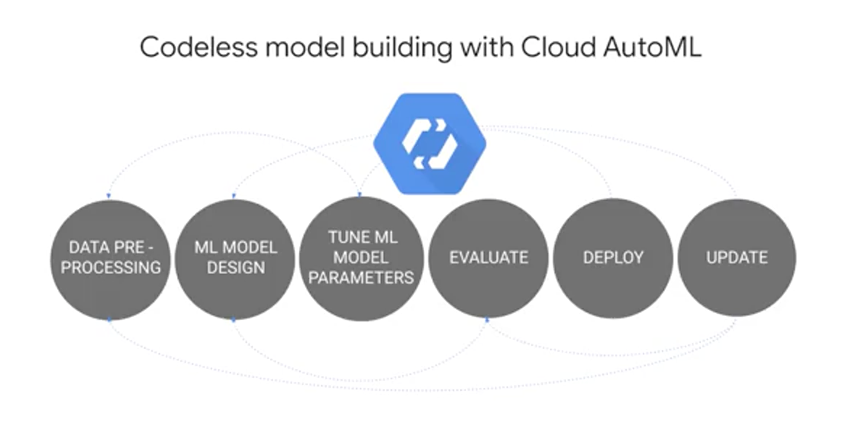 Codeless model building with Cloud AutoML
DATA PRE -
PROCESSING
ML MODEL
DESIGN
TUNE ML
MODEL
PARAMETERS
EVALUATE
DEPLOY
UPDATE